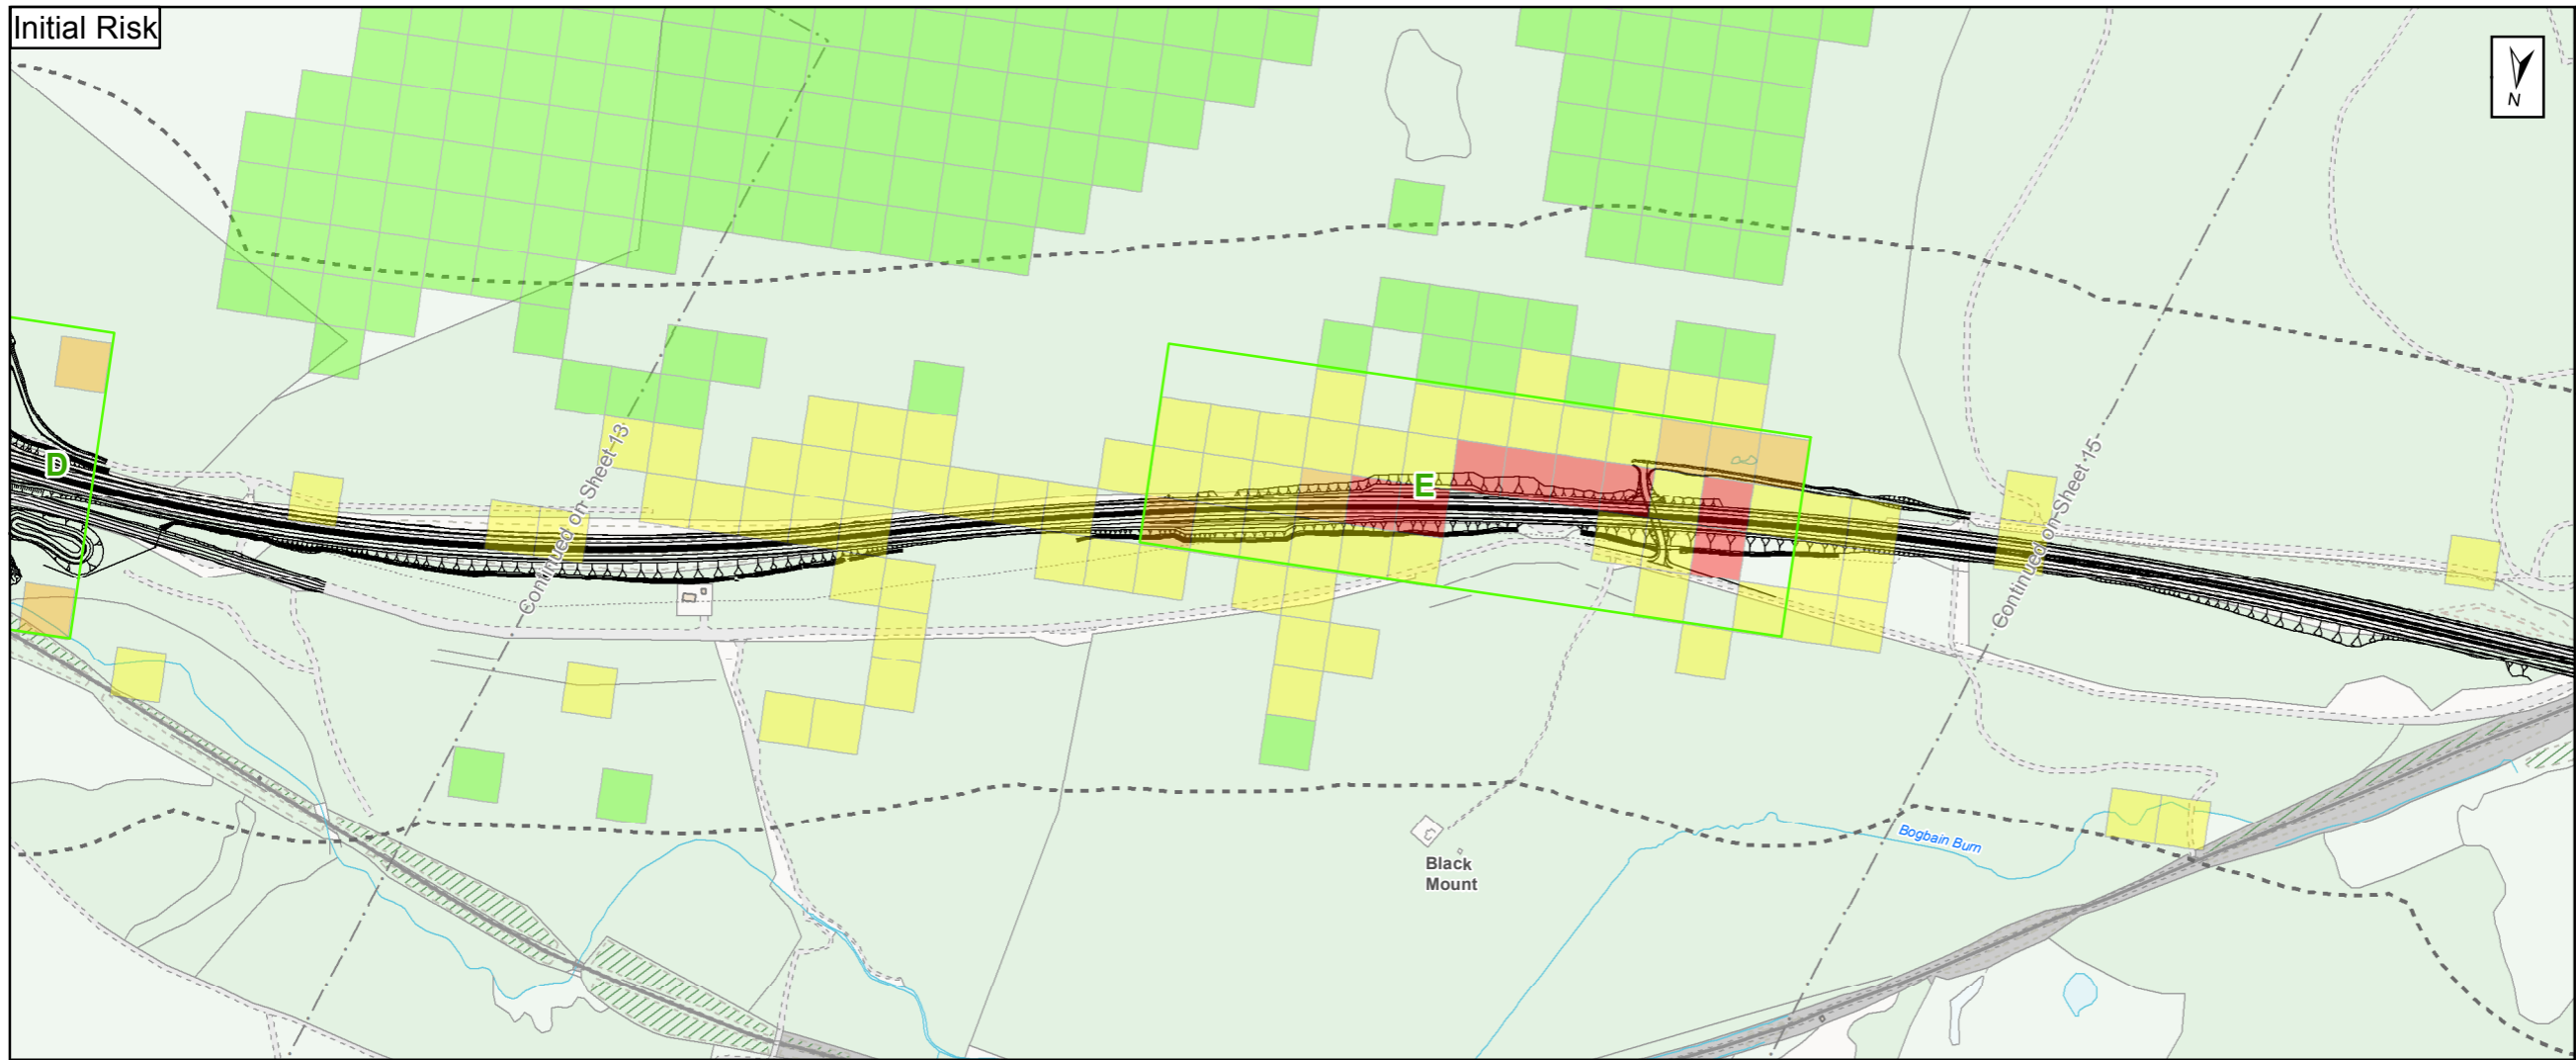 Initial Risk
N
D
Continued on Sheet 13
E
Continued on Sheet 15
Bogbain Burn
Black
Mount